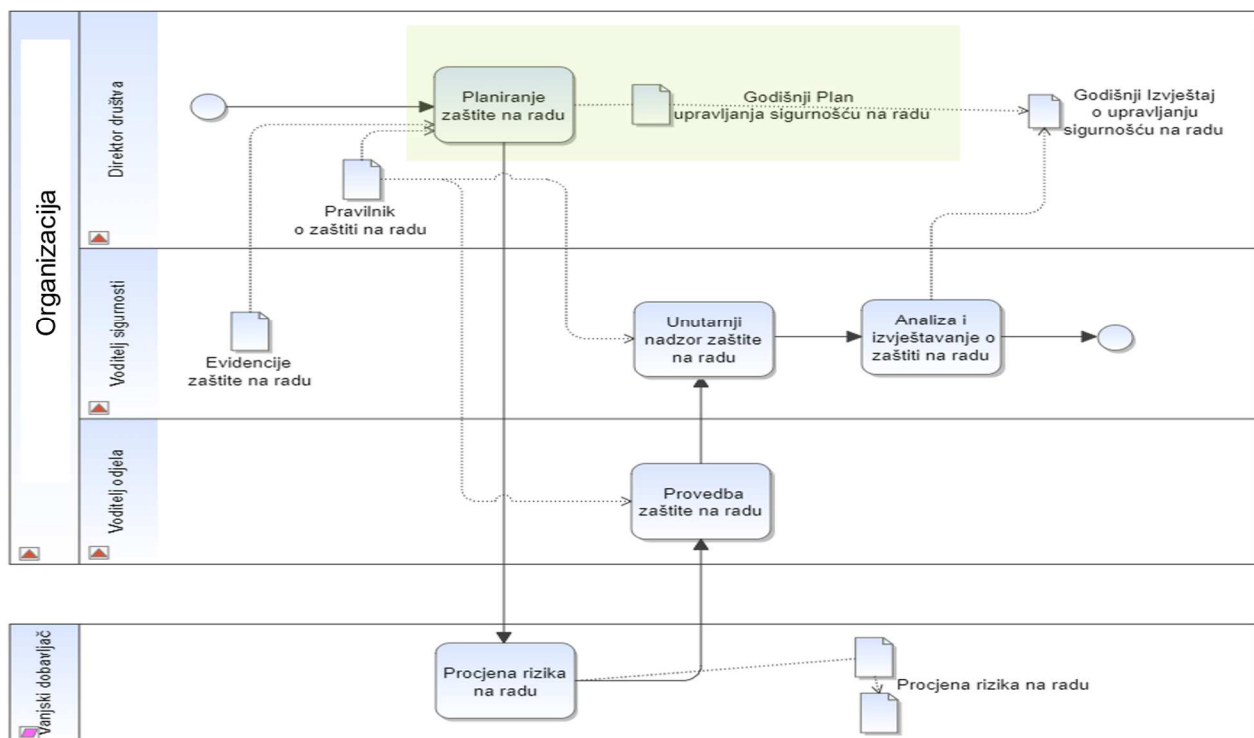 Organizacija
Direktor društva
Planiranje
zaštite na radu
Godišnji Plan
upravljanja sigurnošću na radu
Godišnji Izvještaj
o upravljanju
sigurnošću na radu
Pravilnik
o zaštiti na radu
Voditelj sigurnosti
Evidencije
zaštite na radu
Unutarnji
nadzor zaštite
na radu
Analiza i
izvještavanje o
zaštiti na radu
Voditelj odjela
Provedba
zaštite na radu
Vanjski dobavljač
Procjena rizika
na radu
Procjena rizika na radu